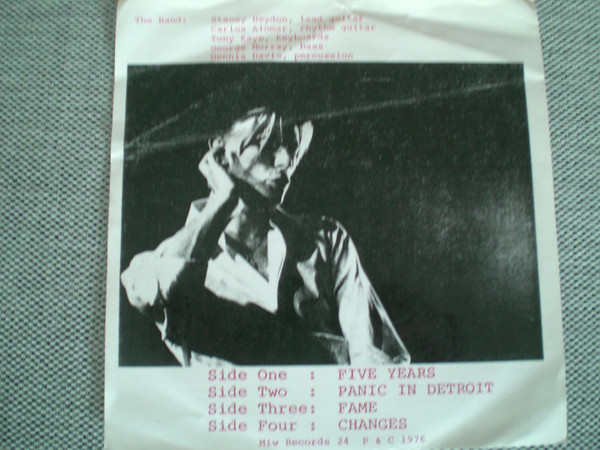 The Band: Stacey Heydon, lead guitar
Carlos Alomar, rhythm guitar
Tony Kaye, keyboards
George Murray, bass
Dennis Davis, percussion
Side One : FIVE YEARS
Side Two : PANIC IN DETROIT
Side Three: FAME
Side Four : CHANGES
Miw Records 24 P & C 1976